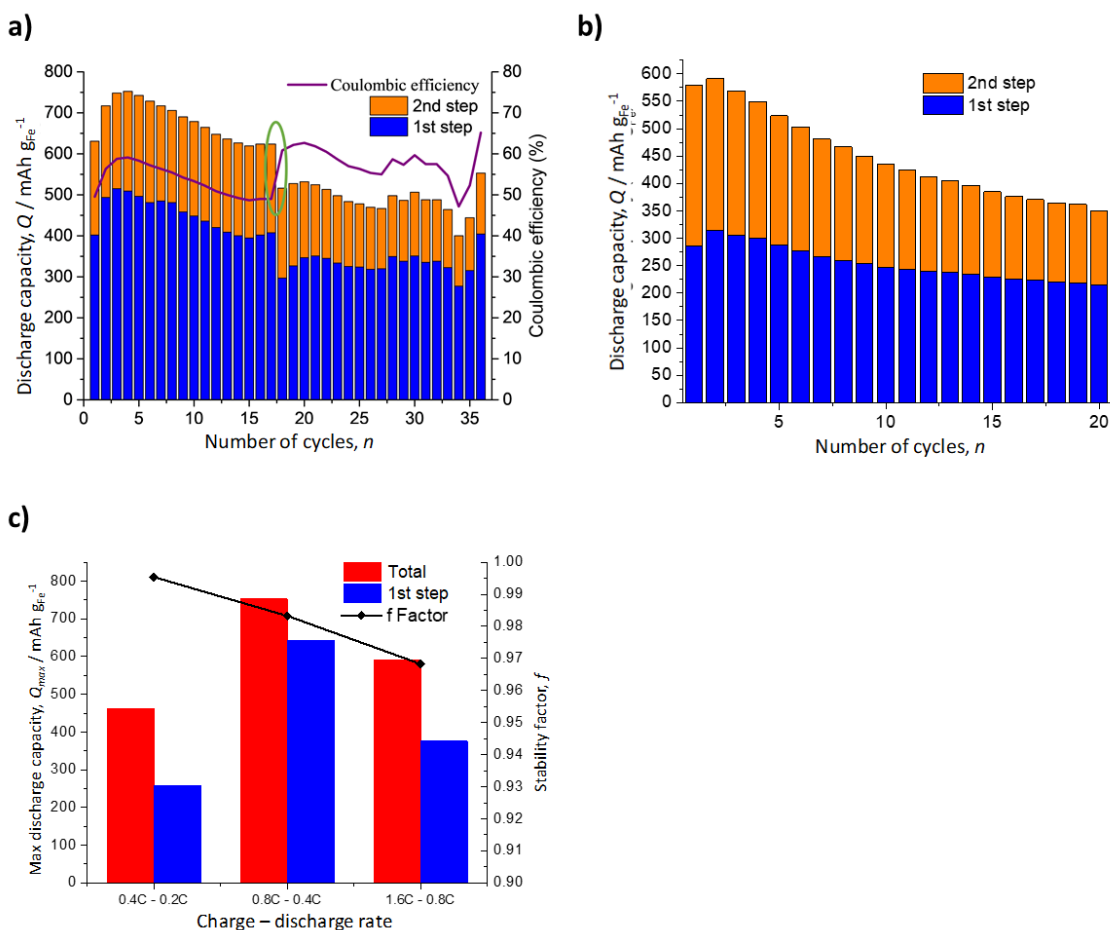 a)
800
700
600
500
400
300
200
100
0
Discharge capacity, Q / mAh gFe⁻¹
Coulombic efficiency
2nd step
1st step
80
70
60
50
40
30
20
10
0
Coulombic efficiency (%)
0 5 10 15 20 25 30 35
Number of cycles, n
b)
600
550
500
450
400
350
300
250
200
150
100
50
0
Discharge capacity, Q / mAh gFe⁻¹
2nd step
1st step
5 10 15 20
Number of cycles, n
c)
800
700
600
500
400
300
200
100
0
Max discharge capacity, Qmax / mAh gFe⁻¹
Total
1st step
f Factor
1.00
0.99
0.98
0.97
0.96
0.95
0.94
0.93
0.92
0.91
0.90
Stability factor, f
0.4C - 0.2C 0.8C - 0.4C 1.6C - 0.8C
Charge – discharge rate